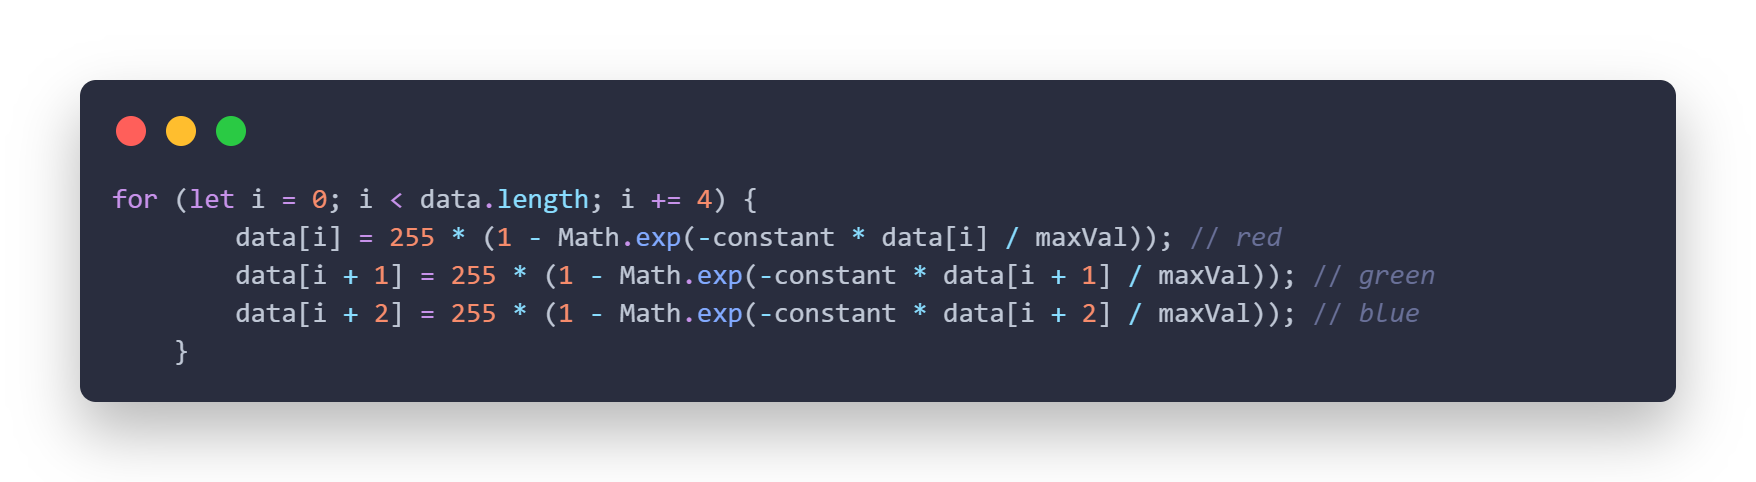 for (let i = 0; i < data.length; i += 4) {
        data[i] = 255 * (1 - Math.exp(-constant * data[i] / maxVal)); // red
        data[i + 1] = 255 * (1 - Math.exp(-constant * data[i + 1] / maxVal)); // green
        data[i + 2] = 255 * (1 - Math.exp(-constant * data[i + 2] / maxVal)); // blue
    }